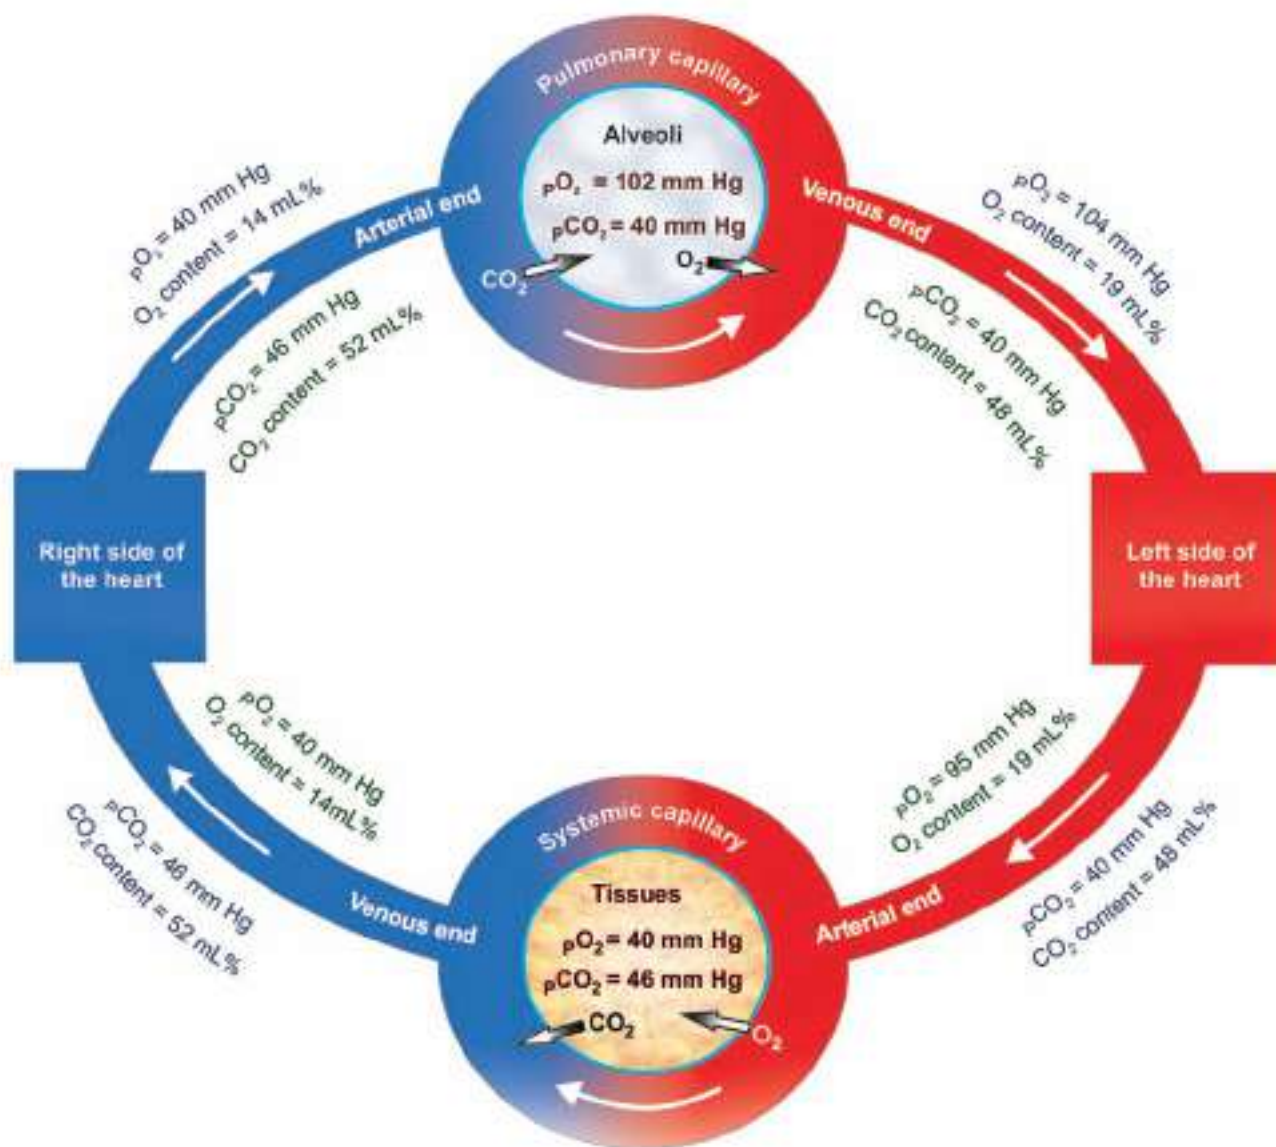 Pulmonary capillary
Alveoli
pO₂ = 102 mm Hg
pCO₂ = 40 mm Hg
CO₂
O₂
Arterial end
Venous end
pO₂ = 40 mm Hg
O₂ content = 14 mL%
pCO₂ = 46 mm Hg
CO₂ content = 52 mL%
pO₂ = 104 mm Hg
O₂ content = 19 mL%
pCO₂ = 40 mm Hg
CO₂ content = 48 mL%
Right side of
the heart
Left side of
the heart
pO₂ = 40 mm Hg
O₂ content = 14mL%
pCO₂ = 46 mm Hg
CO₂ content = 52 mL%
pO₂ = 95 mm Hg
O₂ content = 19 mL%
pCO₂ = 40 mm Hg
CO₂ content = 48 mL%
Venous end
Arterial end
Systemic capillary
Tissues
pO₂ = 40 mm Hg
pCO₂ = 46 mm Hg
CO₂
O₂